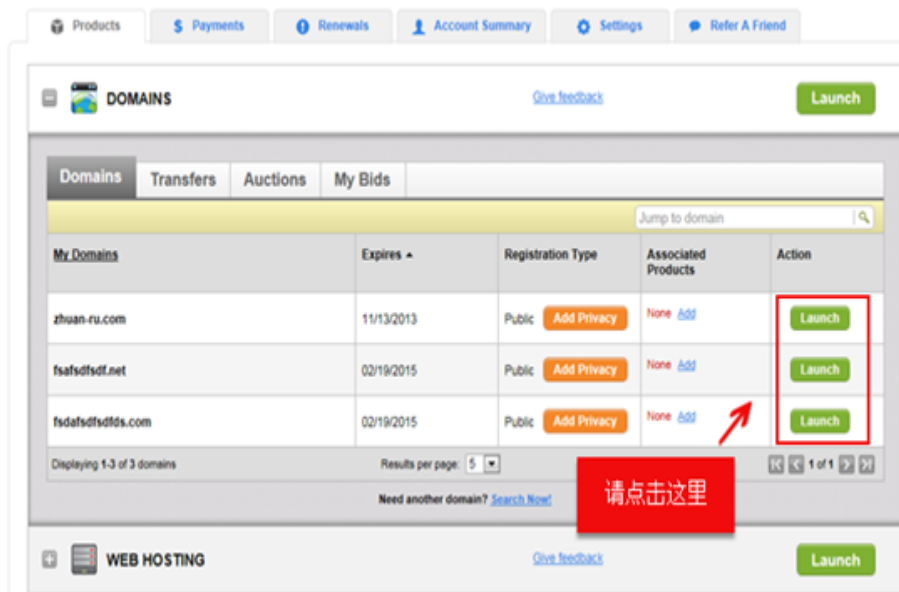 Products Payments Renewals Account Summary Settings Refer A Friend
DOMAINS Give feedback Launch
Domains Transfers Auctions My Bids
Jump to domain
My Domains Expires Registration Type Associated Products Action
zhuan-ru.com 11/13/2013 Public Add Privacy None Add Launch
fsafsdfsdf.net 02/19/2015 Public Add Privacy None Add Launch
fsdafsdfsdfds.com 02/19/2015 Public Add Privacy None Add Launch
Displaying 1-3 of 3 domains Results per page: 5 1 of 1
Need another domain? Search Now!
请点击这里
WEB HOSTING Give feedback Launch